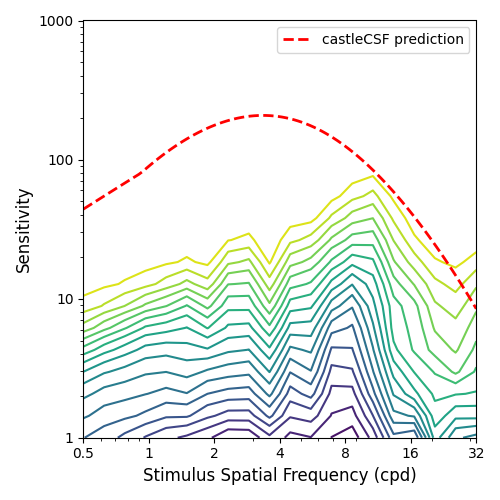 1000
castleCSF prediction
100
10
1
Sensitivity
0.5 1 2 4 8 16 32
Stimulus Spatial Frequency (cpd)